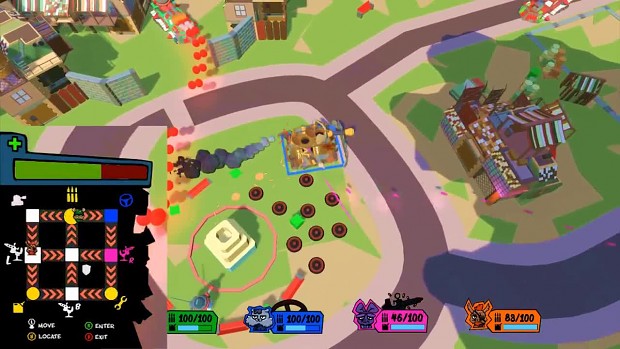 L
R
B
L MOVE
A ENTER
Y LOCATE
X EXIT
100/100
100/100
46/100
83/100